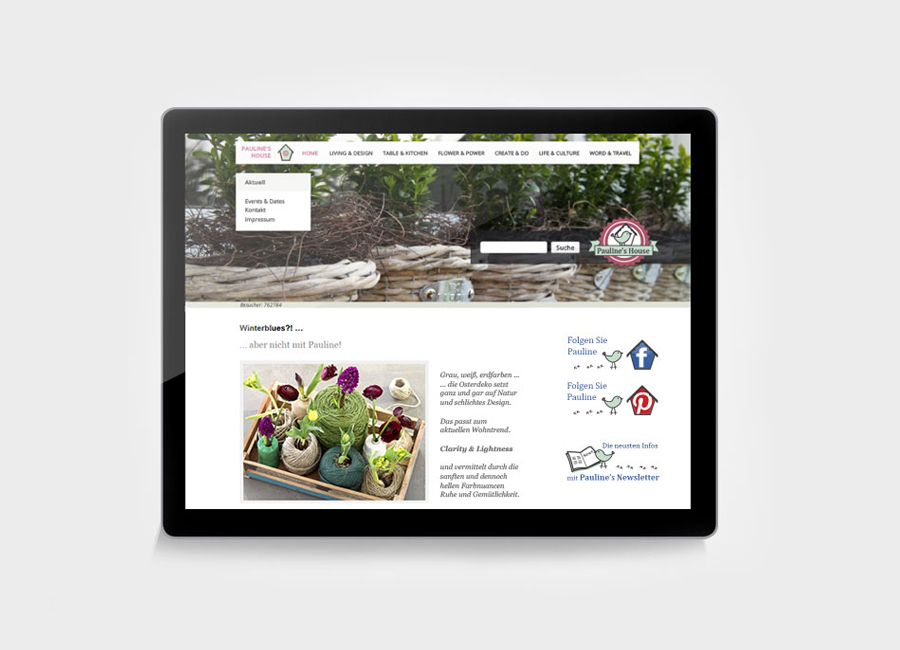 PAULINE'S
HOUSE
HOME LIVING & DESIGN TABLE & KITCHEN FLOWER & POWER CREATE & DO LIFE & CULTURE WORD & TRAVEL
Aktuell
Events & Dates
Kontakt
Impressum
Suche
Pauline's House
Besucher: 762184
Winterblues?! ...
... aber nicht mit Pauline!
Grau, weiß, erdfarben ...
... die Osterdeko setzt
ganz und gar auf Natur
und schlichtes Design.
Das passt zum
aktuellen Wohntrend.
Clarity & Lightness
und vermittelt durch die
sanften und dennoch
hellen Farbnuancen
Ruhe und Gemütlichkeit.
Folgen Sie
Pauline
f
Folgen Sie
Pauline
Die neusten Infos
mit Pauline's Newsletter